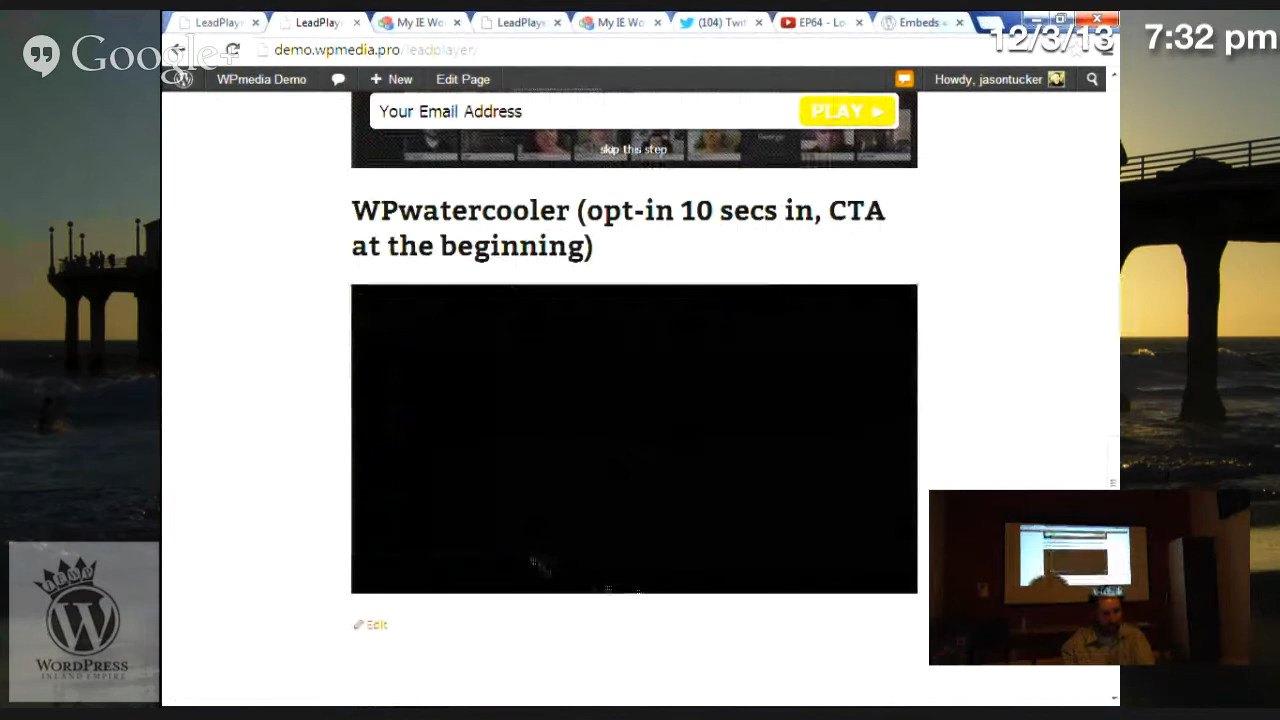 LeadPlay
LeadPlay
My IE Wo
LeadPlay
My IE Wo
(104) Twit
EP64 - Lo
Embeds
Google+
demo.wpmedia.pro/leadplayer/
12/3/13
7:32 pm
WPmedia Demo
New
Edit Page
Howdy, jasontucker
Your Email Address
PLAY
skip this step
WPwatercooler (opt-in 10 secs in, CTA
at the beginning)
Edit
WORDPRESS
INLAND EMPIRE